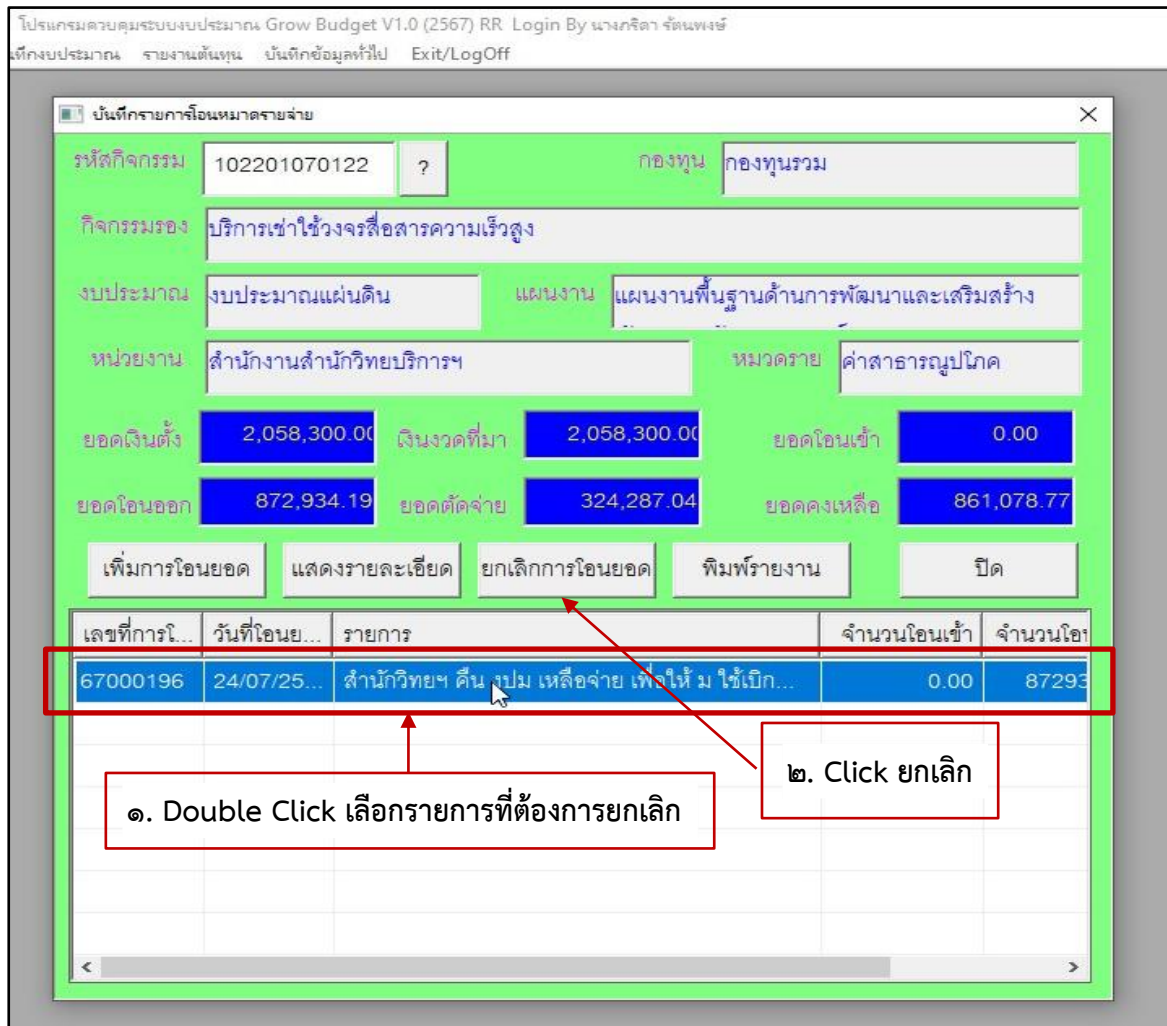 โปรแกรมควบคุมระบบงบประมาณ Grow Budget V1.0 (2567) RR Login By นางภริดา รัตนพงษ์
ทึกงบประมาณ รายงานต้นทุน บันทึกข้อมูลทั่วไป Exit/LogOff
บันทึกรายการโอนหมาดรายจ่าย
รหัสกิจกรรม 102201070122 ? กองทุน กองทุนรวม
กิจกรรมรอง บริการเช่าใช้วงจรสื่อสารความเร็วสูง
งบประมาณ งบประมาณแผ่นดิน แผนงาน แผนงานพื้นฐานด้านการพัฒนาและเสริมสร้าง
หน่วยงาน สำนักงานสำนักวิทยบริการฯ หมวดราย ค่าสาธารณูปโภค
ยอดเงินตั้ง 2,058,300.00 เงินงวดที่มา 2,058,300.00 ยอดโอนเข้า 0.00
ยอดโอนออก 872,934.19 ยอดตัดจ่าย 324,287.04 ยอดคงเหลือ 861,078.77
เพิ่มการโอนยอด แสดงรายละเอียด ยกเลิกการโอนยอด พิมพ์รายงาน ปิด
เลขที่การโ... วันที่โอนย... รายการ จำนวนโอนเข้า จำนวนโอน
67000196 24/07/25... สำนักวิทยฯ คืน งปม เหลือจ่าย เพื่อให้ ม ใช้เบิก... 0.00 87293
๒. Click ยกเลิก
๑. Double Click เลือกรายการที่ต้องการยกเลิก